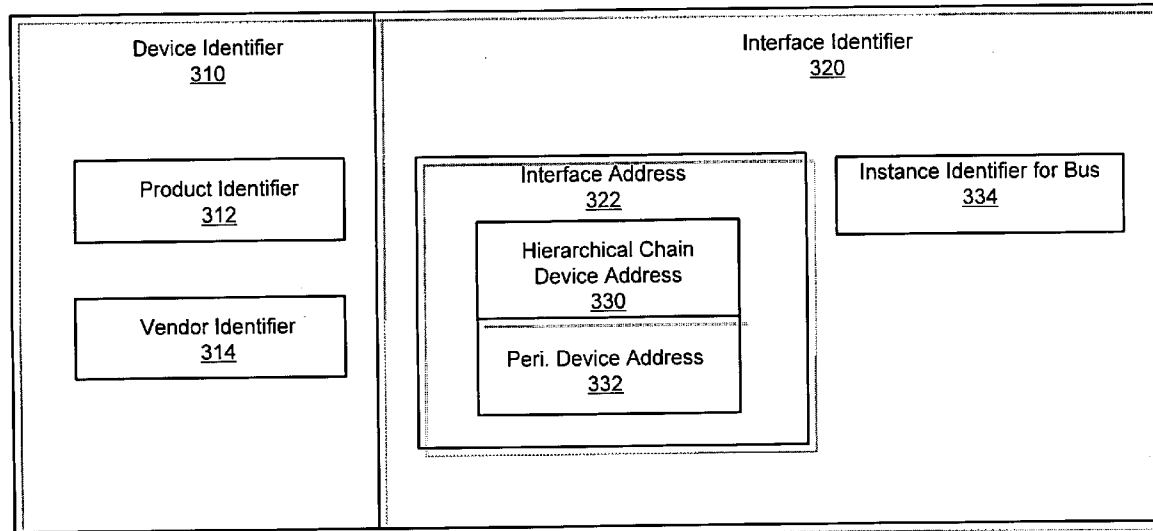 Device Identifier
310
Product Identifier
312
Vendor Identifier
314
Interface Identifier
320
Interface Address
322
Hierarchical Chain
Device Address
330
Peri. Device Address
332
Instance Identifier for Bus
334